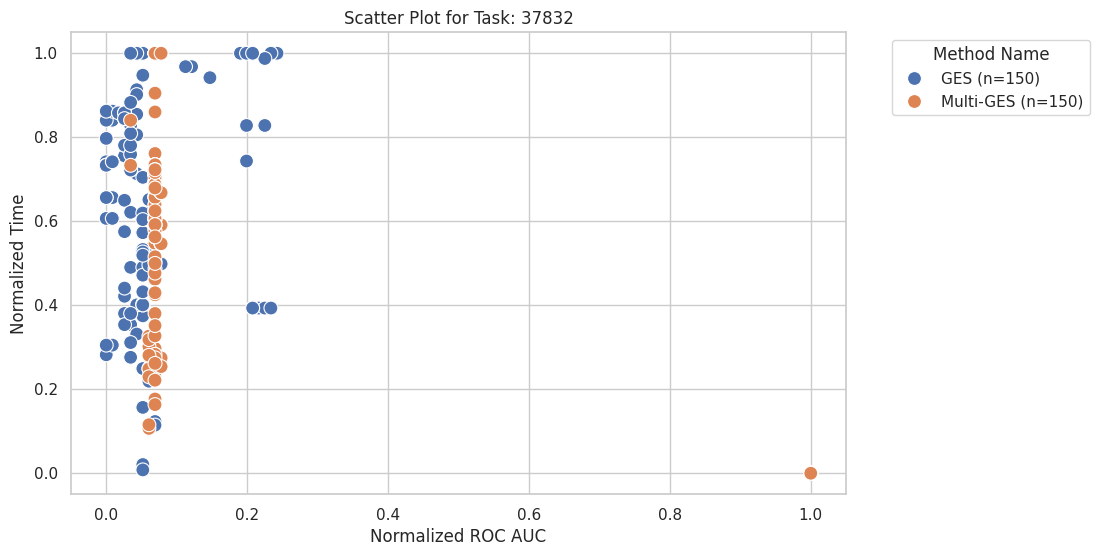 Scatter Plot for Task: 37832
Method Name
GES (n=150)
Multi-GES (n=150)
Normalized Time
1.0
0.8
0.6
0.4
0.2
0.0
0.0 0.2 0.4 0.6 0.8 1.0
Normalized ROC AUC